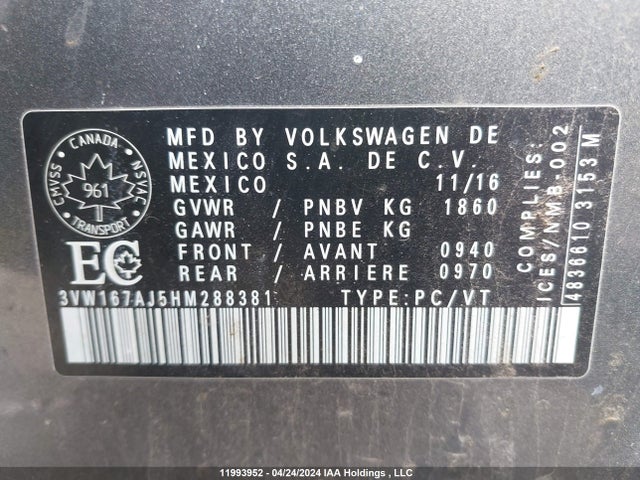 MFD BY VOLKSWAGEN DE
MEXICO S.A. DE C.V.
MEXICO 11/16
GVWR / PNBV KG 1860
GAWR / PNBE KG
FRONT / AVANT 0940
REAR / ARRIERE 0970
3VW167AJ5HM288381 TYPE:PC/VT
CANADA
CMVSS 961 NSVAC
TRANSPORT
EC
COMPLIES:
ICES/NMB-002
48366103153M
11993952 - 04/24/2024 IAA Holdings , LLC